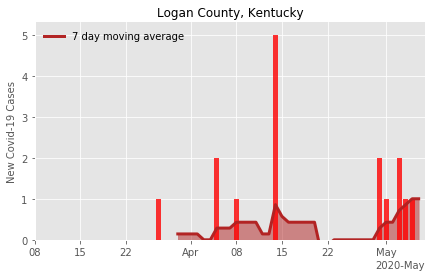 Logan County, Kentucky
7 day moving average
New Covid-19 Cases
5
4
3
2
1
0
08 15 22 Apr 08 15 22 May
2020-May